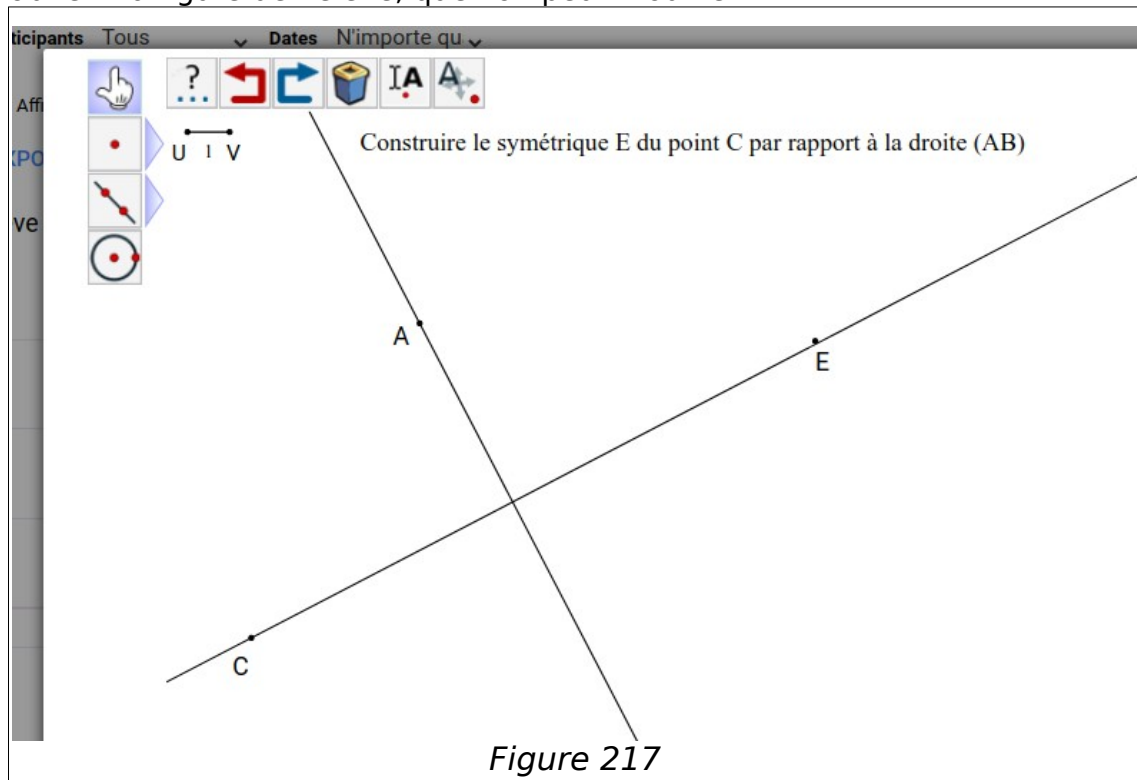 ticipants Tous Dates N'importe qu
Affi
? IA A
U 1 V
Construire le symétrique E du point C par rapport à la droite (AB)
XPO
ve
A
E
C
Figure 217